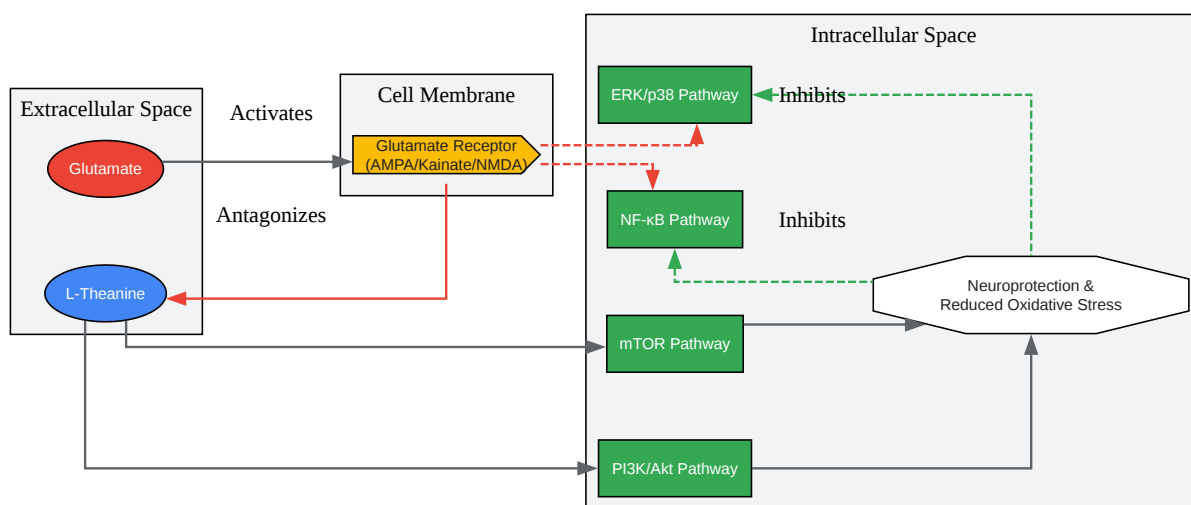 Intracellular Space
Extracellular Space
Activates
Cell Membrane
ERK/p38 Pathway
Inhibits
Glutamate
Glutamate Receptor
(AMPA/Kainate/NMDA)
Antagonizes
NF-κB Pathway
Inhibits
L-Theanine
Neuroprotection &
Reduced Oxidative Stress
mTOR Pathway
PI3K/Akt Pathway